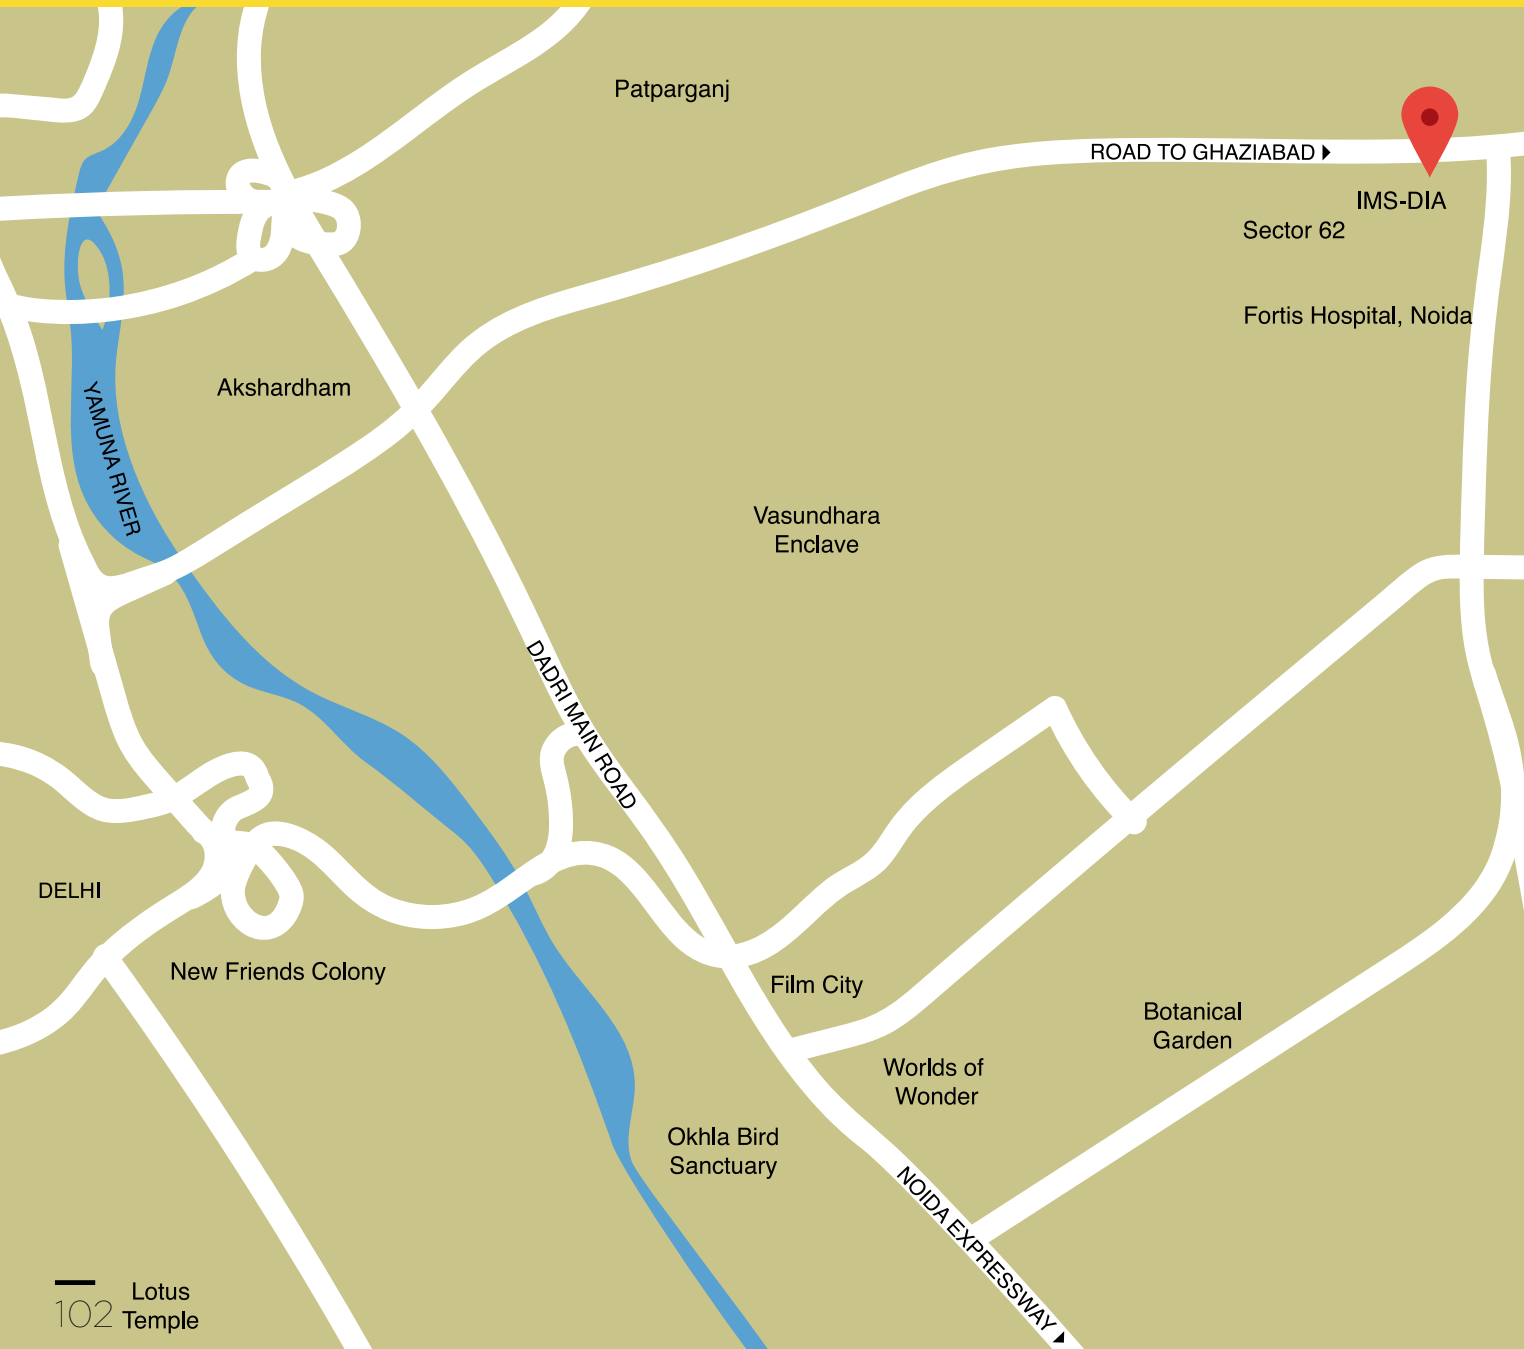 Patparganj
ROAD TO GHAZIABAD
IMS-DIA
Sector 62
Fortis Hospital, Noida
Akshardham
YAMUNA RIVER
Vasundhara
Enclave
DADRI MAIN ROAD
DELHI
New Friends Colony
Film City
Botanical
Garden
Worlds of
Wonder
Okhla Bird
Sanctuary
NOIDA EXPRESSWAY
Lotus
Temple
102